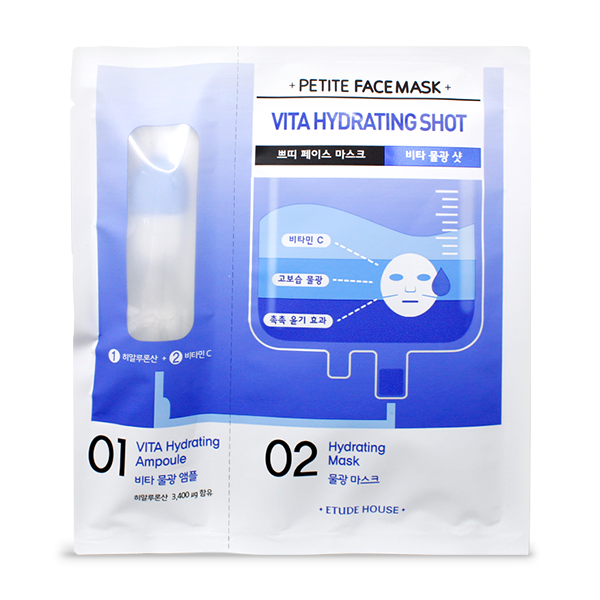 + PETITE FACE MASK +
VITA HYDRATING SHOT
쁘띠 페이스 마스크
비타 물광 샷
비타민 C
고보습 물광
촉촉 윤기 효과
1 히알루론산 + 2 비타민 C
01 VITA Hydrating
Ampoule
비타 물광 앰플
히알루론산 3,400 μg 함유
02 Hydrating
Mask
물광 마스크
• ETUDE HOUSE •